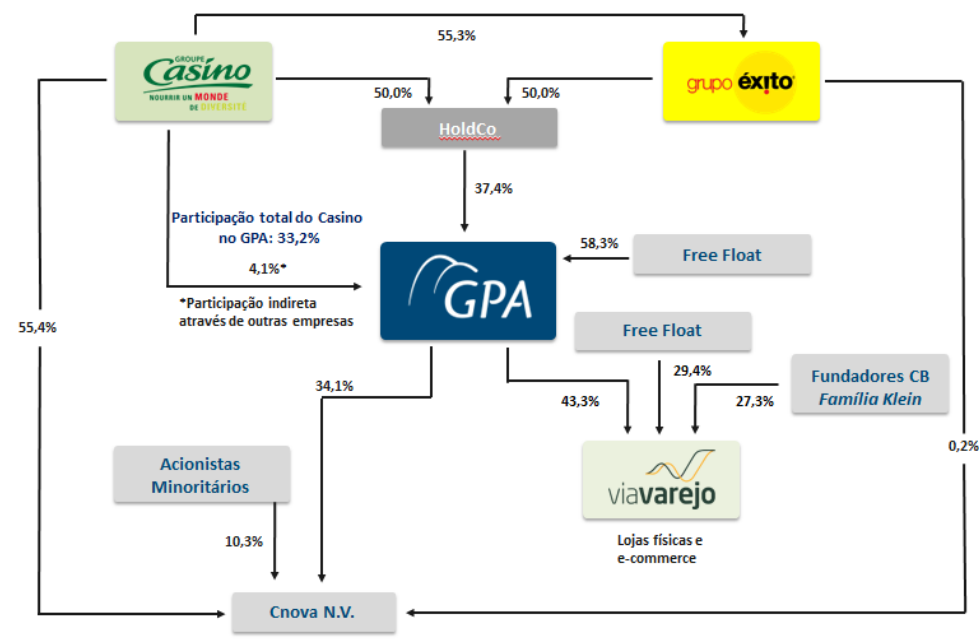 55,3%
GROUPE
Casino
NOURRIR UN MONDE
DE DIVERSITÉ
grupo éxito
50,0%
50,0%
HoldCo
37,4%
Participação total do Casino
no GPA: 33,2%
4,1%*
*Participação indireta
através de outras empresas
GPA
58,3%
Free Float
55,4%
Free Float
34,1%
43,3%
29,4%
27,3%
Fundadores CB
Família Klein
0,2%
Acionistas
Minoritários
viavarejo
10,3%
Lojas físicas e
e-commerce
Cnova N.V.